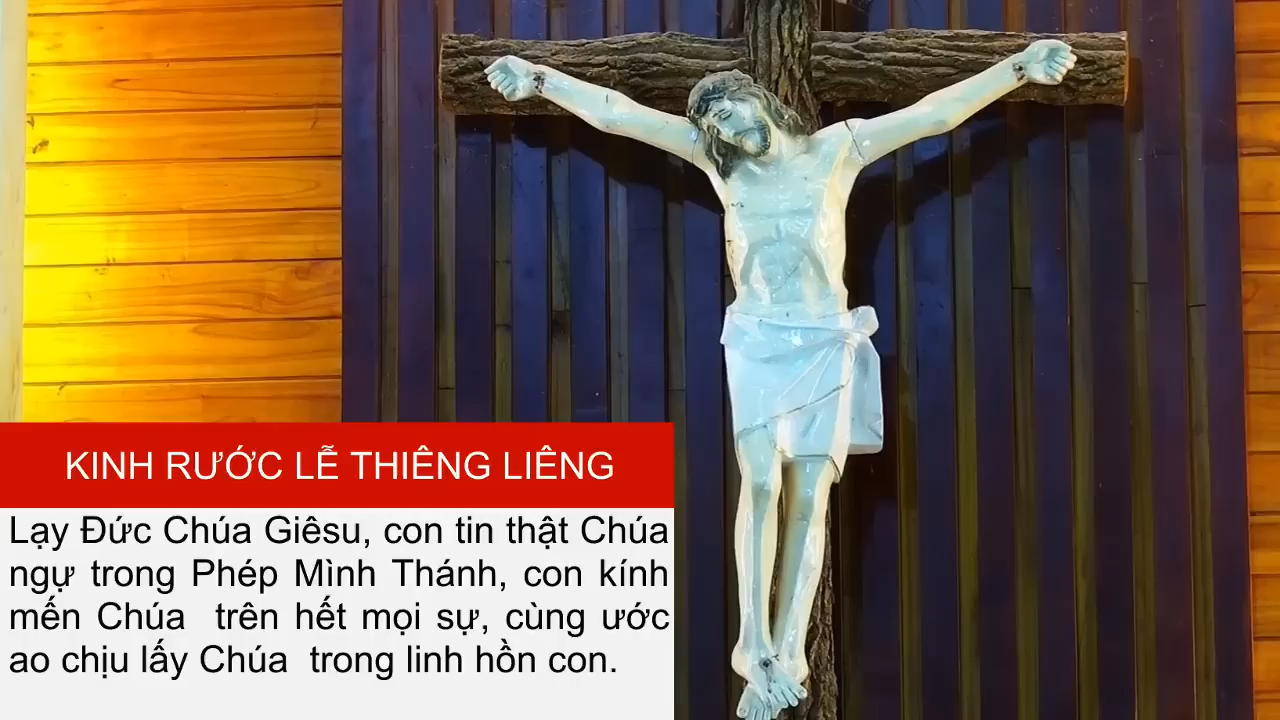 KINH RƯỚC LỄ THIÊNG LIÊNG
Lạy Đức Chúa Giêsu, con tin thật Chúa
ngự trong Phép Mình Thánh, con kính
mến Chúa  trên hết mọi sự, cùng ước
ao chịu lấy Chúa  trong linh hồn con.